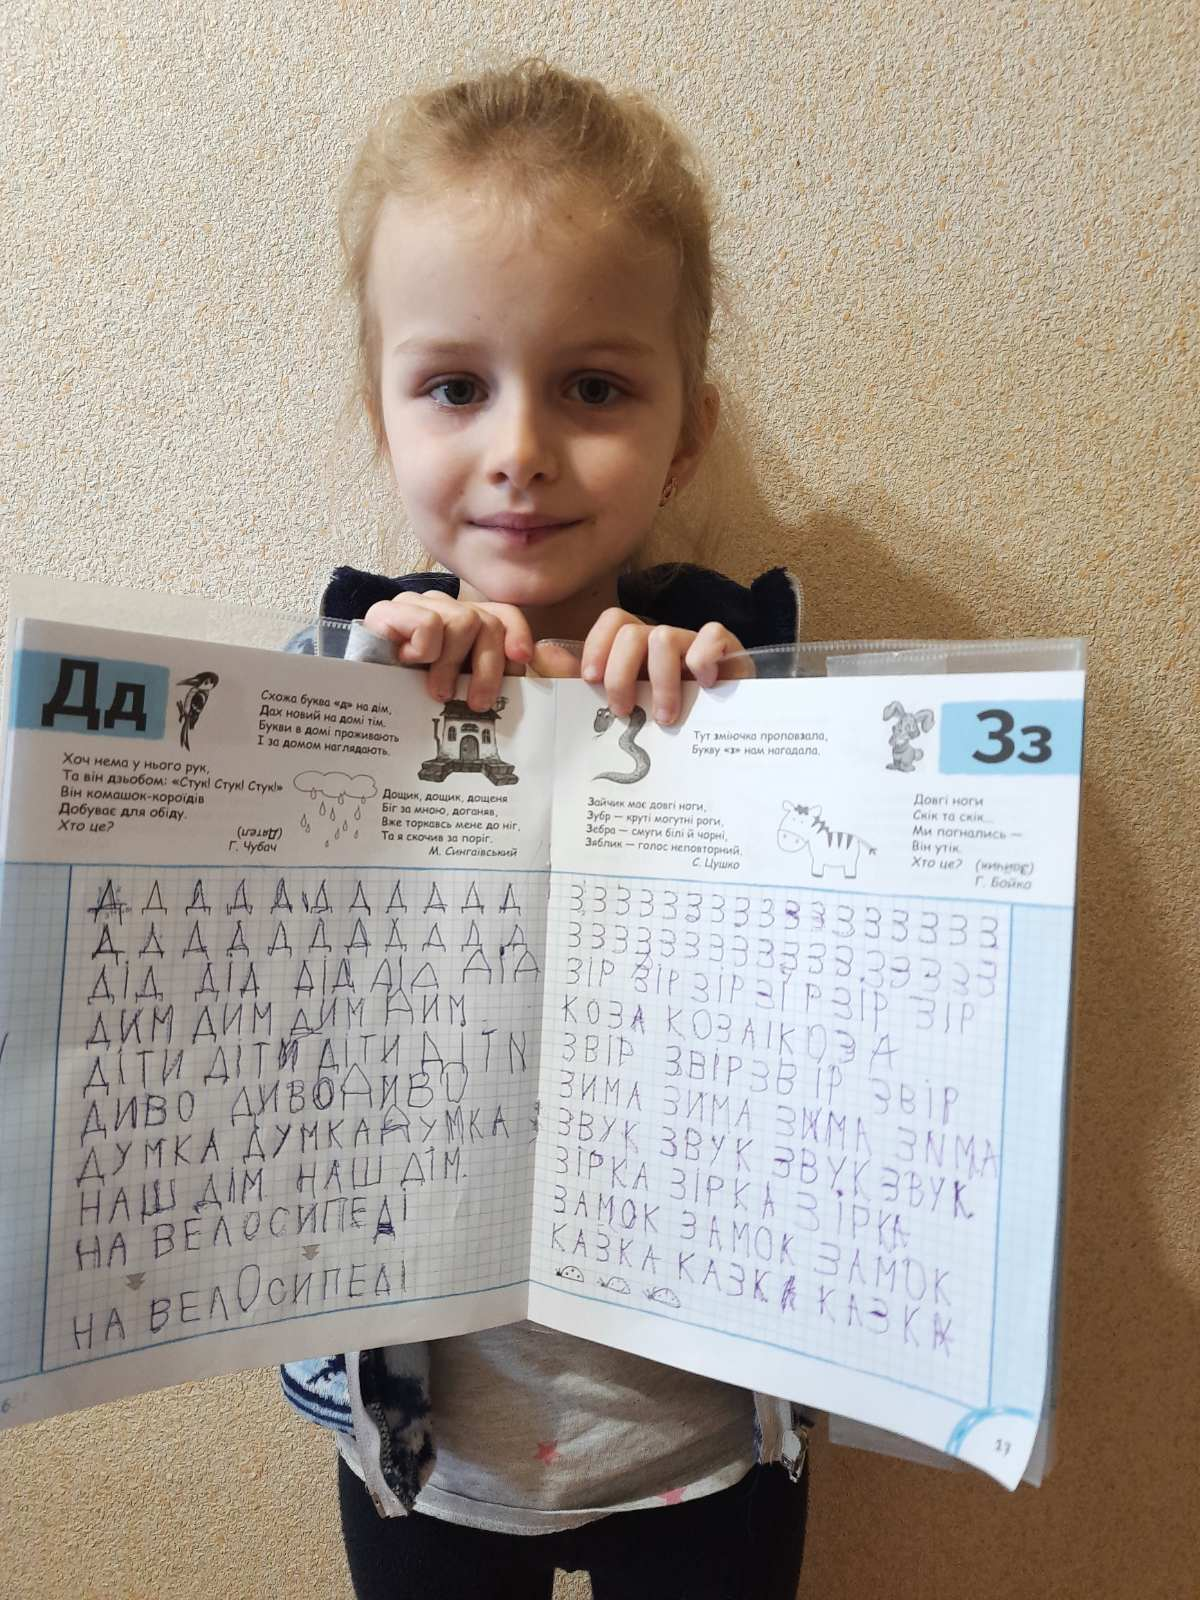 Дд
Схожа буква «д» на дім,
Дах новий на домі тім.
Букви в домі проживають
І за домом наглядають.
Хоч нема у нього рук,
Та він дзьобом: «Стук! Стук! Стук!»
Він комашок-короїдів
Добуває для обіду.
Хто це?
(Дятел)
Г. Чубач
Дощик, дощик, дощеня
Біг за мною, доганяв,
Вже торкавсь мене до ніг,
Та я скочив за поріг.
М. Сингаївський
Д Д Д Д Д Д Д Д Д Д Д
Д Д Д Д Д Д Д Д Д Д Д
ДІД ДІД ДІД ДІД ДІД
ДИМ ДИМ ДИМ ДИМ
ДІТИ ДІТИ ДІТИ ДІТИ
ДИВО ДИВО ДИВО
ДУМКА ДУМКА ДУМКА
НАШ ДІМ. НАШ ДІМ.
НА ВЕЛОСИПЕДІ
НА ВЕЛОСИПЕДІ
6
Тут зміючка проповзала,
Букву «з» нам нагадала.
Зз
Зайчик має довгі ноги,
Зубр — круті могутні роги,
Зебра — смуги білі й чорні,
Зяблик — голос неповторний.
С. Цушко
Довгі ноги
Скік та скік...
Ми погнались —
Він утік.
Хто це? (Зайчик)
Г. Бойко
З З З З З З З З З З З З З З З З З З
З З З З З З З З З З З З З З З З З З
ЗІР ЗІР ЗІР ЗІР ЗІР ЗІР
КОЗА КОЗАІКОЗА
ЗВІР ЗВІР ЗВІР ЗВІР
ЗИМА ЗИМА ЗИМА ЗИМА
ЗВУК ЗВУК ЗВУК ЗВУК
ЗІРКА ЗІРКА ЗІРКА
ЗАМОК ЗАМОК ЗАМОК
КАЗКА КАЗКА КАЗКА
17